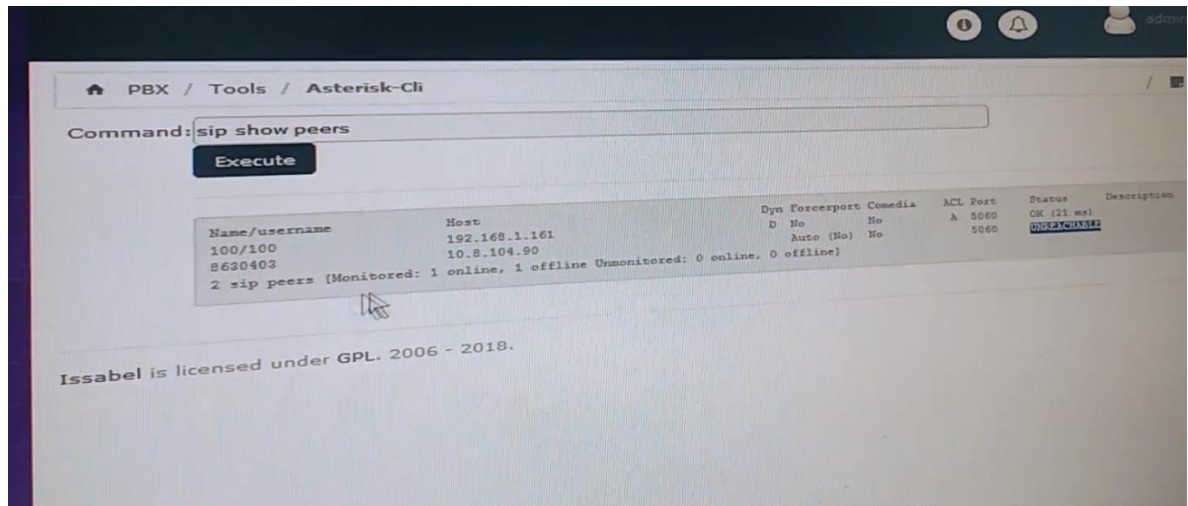 admin
PBX / Tools / Asterisk-Cli /
Command: sip show peers
Execute
Name/username Host Dyn Forcerport Comedia ACL Port Status Description
100/100 192.168.1.161 D No No A 5060 OK (21 ms)
8630403 10.8.104.90 Auto (No) No 5060 UNREACHABLE
2 sip peers [Monitored: 1 online, 1 offline Unmonitored: 0 online, 0 offline]
Issabel is licensed under GPL. 2006 - 2018.